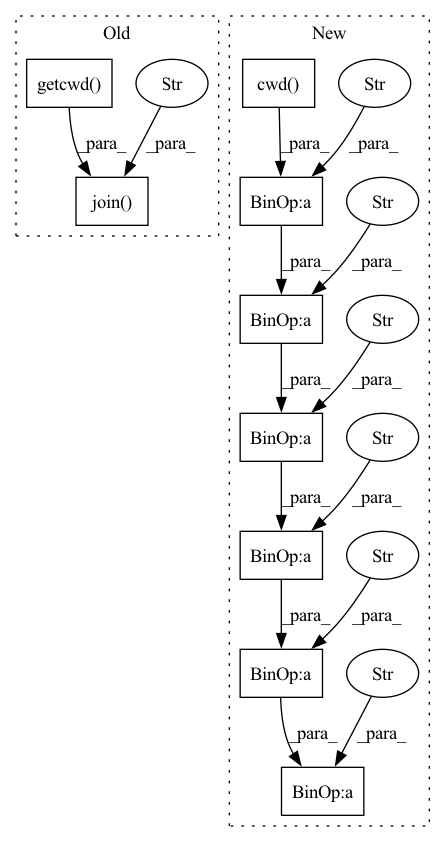 Old
New
getcwd()
Str
cwd()
Str
_para_
_para_
_para_
_para_
join()
BinOp:a
Str
_para_
_para_
BinOp:a
Str
_para_
_para_
BinOp:a
Str
_para_
_para_
BinOp:a
Str
_para_
_para_
BinOp:a
Str
_para_
_para_
BinOp:a